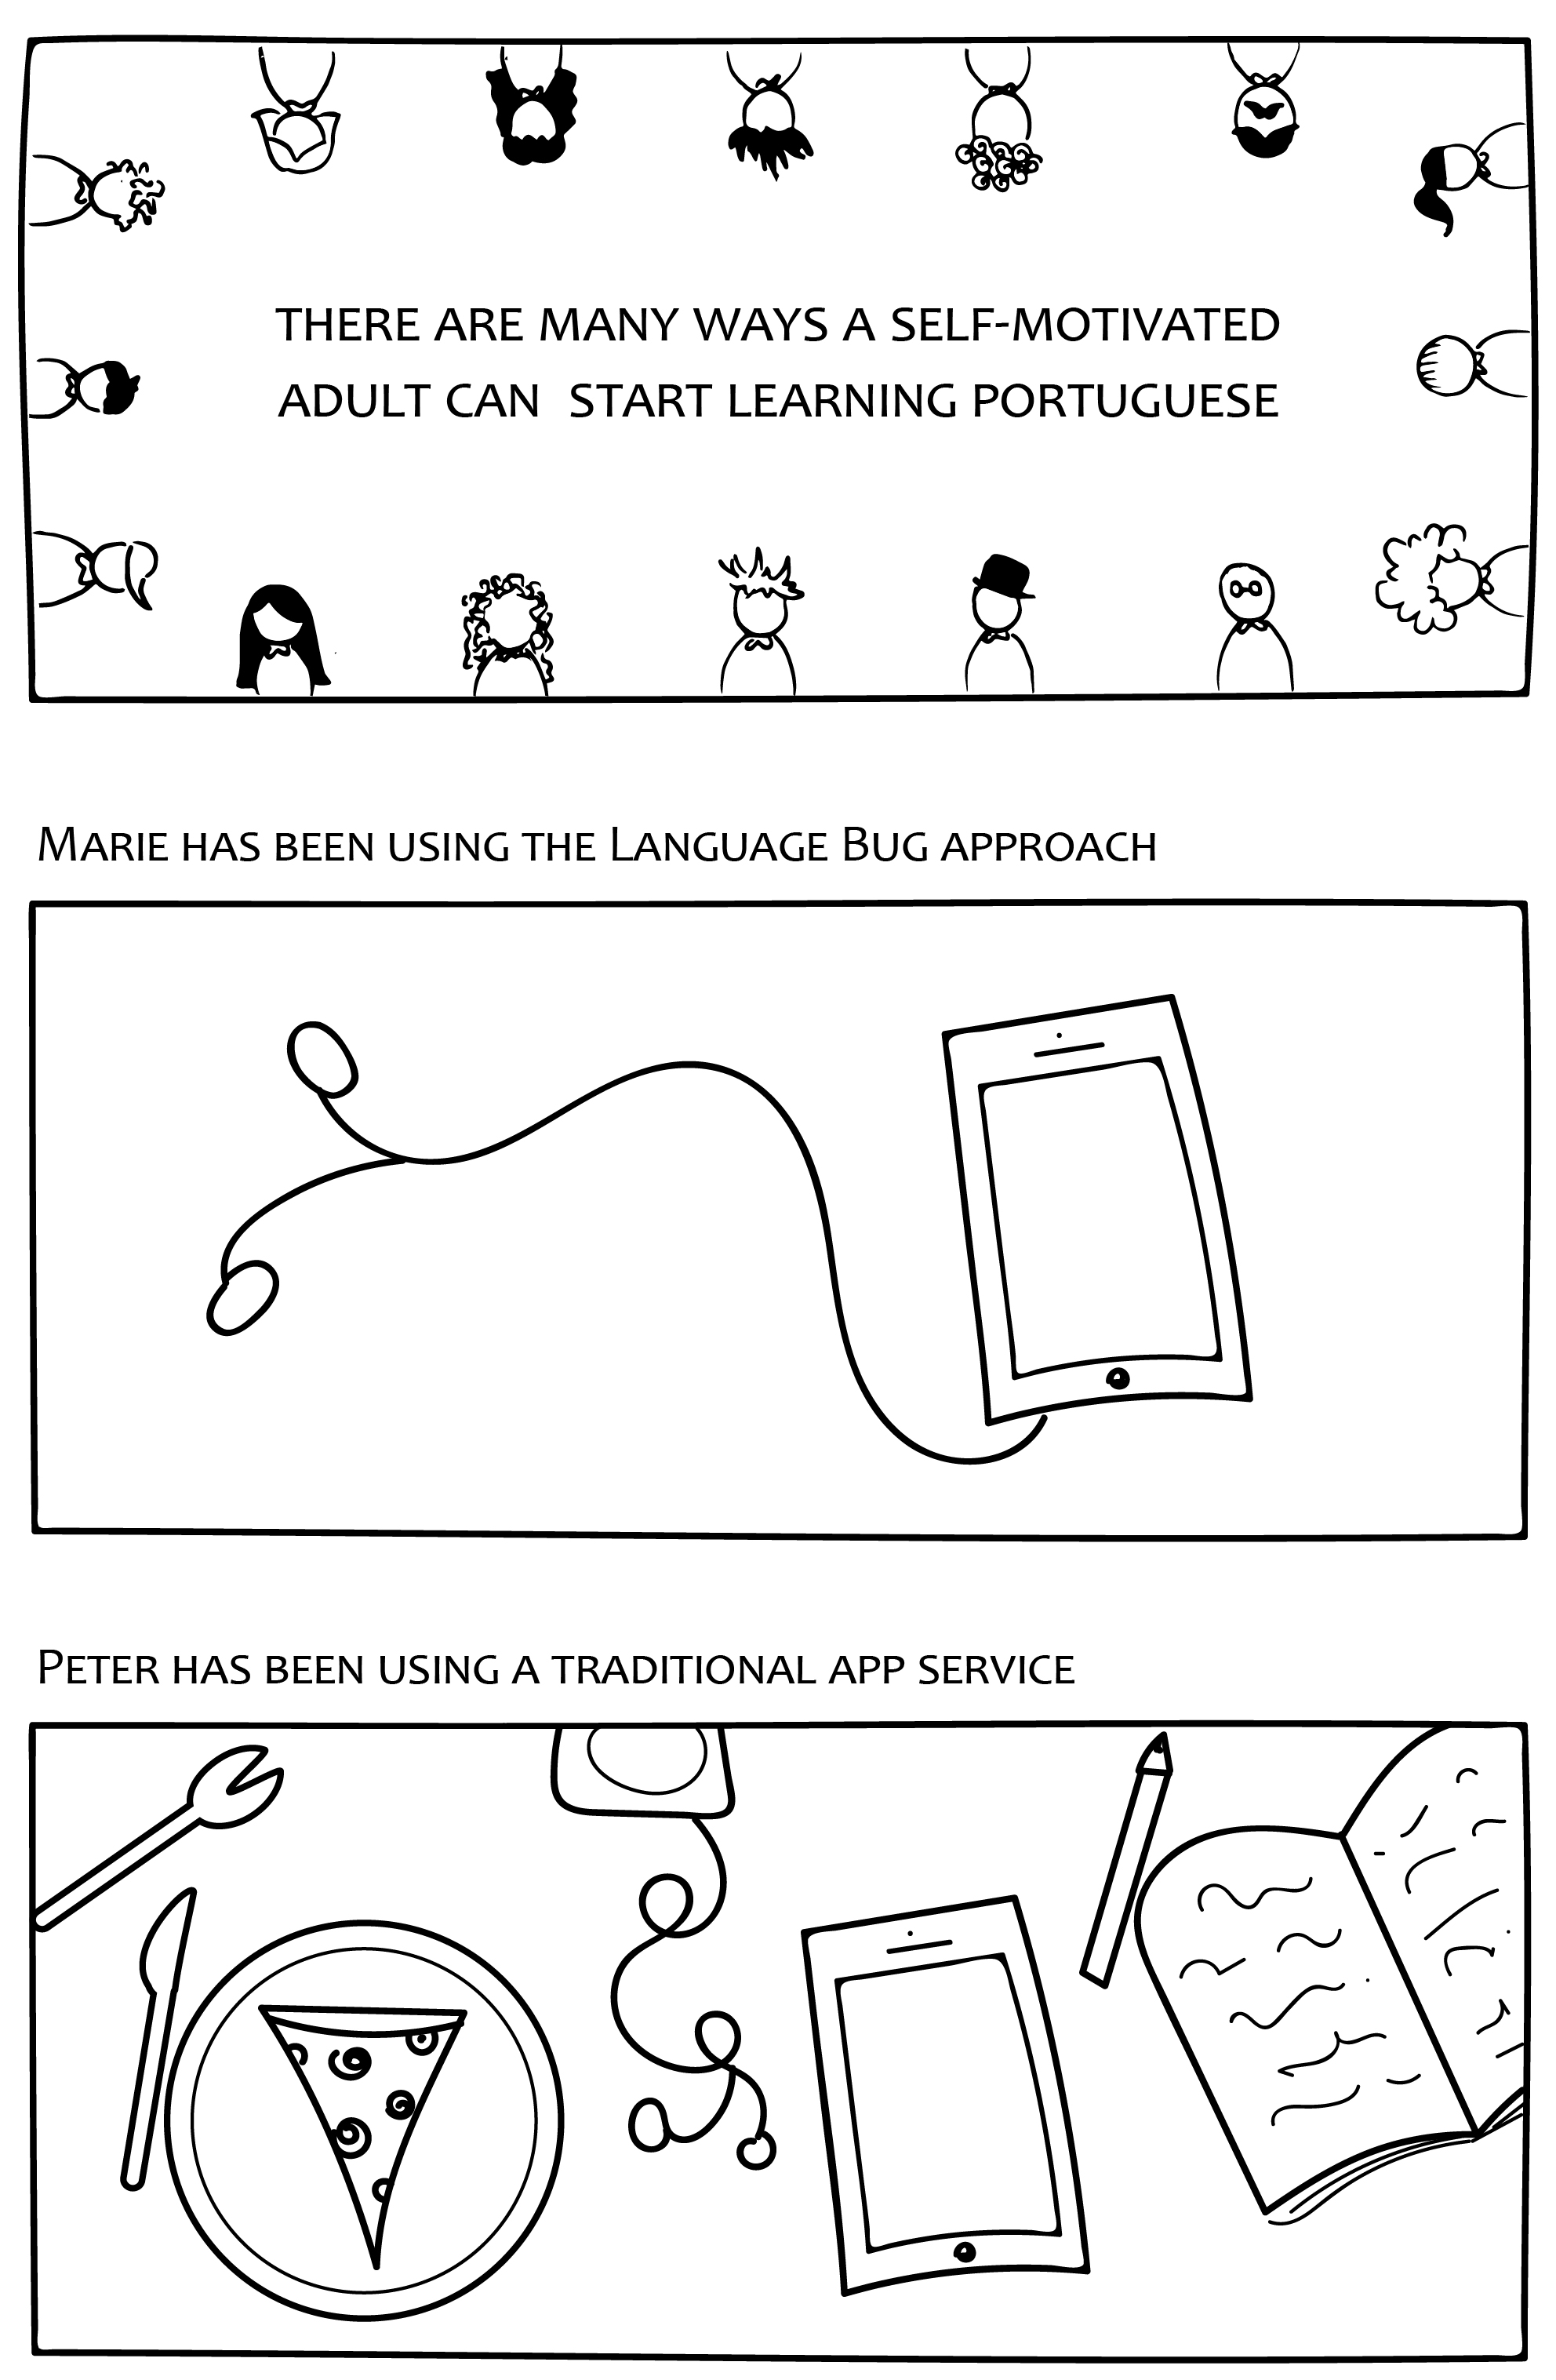 THERE ARE MANY WAYS A SELF-MOTIVATED
ADULT CAN START LEARNING PORTUGUESE
MARIE HAS BEEN USING THE LANGUAGE BUG APPROACH
PETER HAS BEEN USING A TRADITIONAL APP SERVICE